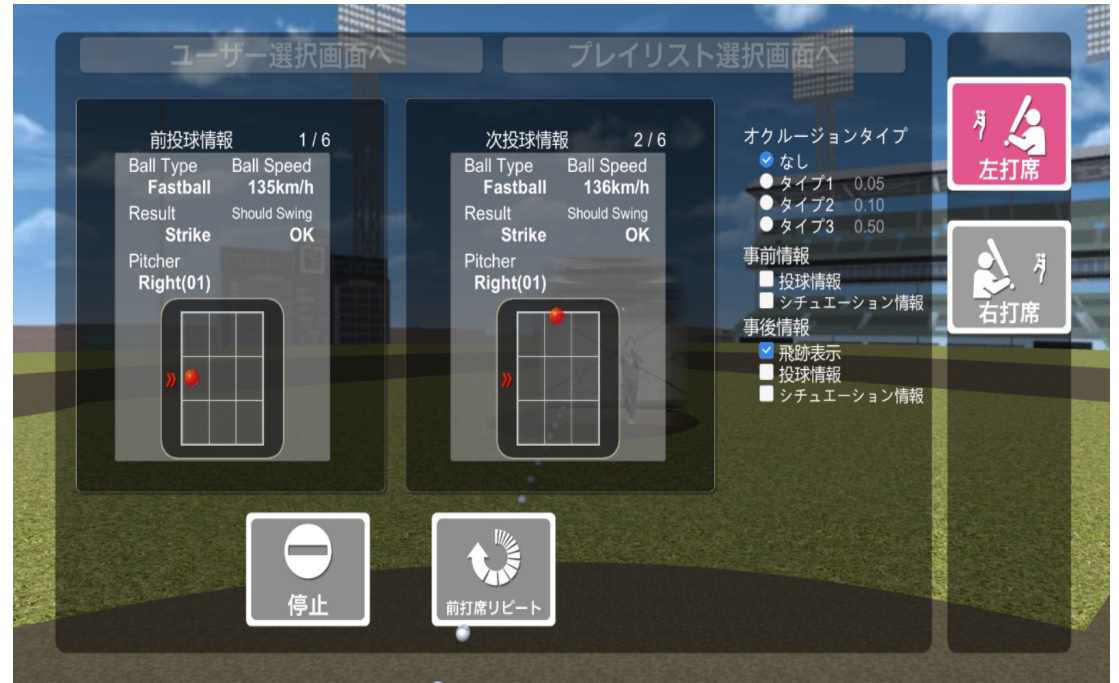 ユーザー選択画面へ
プレイリスト選択画面へ
前投球情報 1 / 6
Ball Type Ball Speed
Fastball 135km/h
Result Should Swing
Strike OK
Pitcher
Right(01)
»
次投球情報 2 / 6
Ball Type Ball Speed
Fastball 136km/h
Result Should Swing
Strike OK
Pitcher
Right(01)
»
オクルージョンタイプ
なし
タイプ1 0.05
タイプ2 0.10
タイプ3 0.50
事前情報
投球情報
シチュエーション情報
事後情報
飛跡表示
投球情報
シチュエーション情報
左打席
右打席
停止
前打席リピート